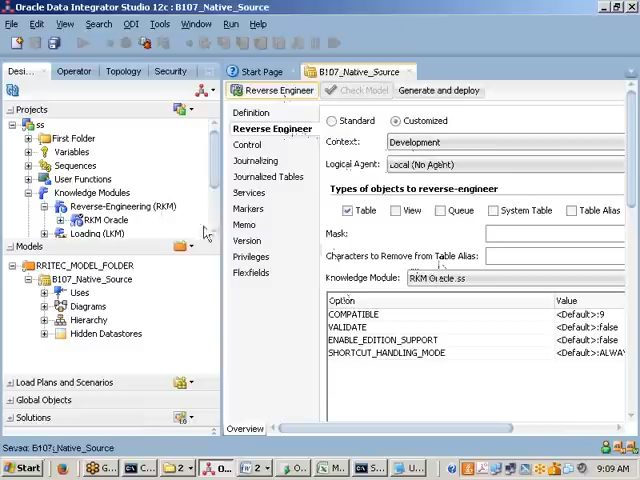 Oracle Data Integrator Studio 12c : B107_Native_Source
File Edit View Search ODI Tools Window Run Help
Desi... Operator Topology Security
Start Page B107_Native_Source
Reverse Engineer Check Model Generate and deploy
Projects
ss
First Folder
Variables
Sequences
User Functions
Knowledge Modules
Reverse-Engineering (RKM)
RKM Oracle
Loading (LKM)
Models
RRITEC_MODEL_FOLDER
B107_Native_Source
Uses
Diagrams
Hierarchy
Hidden Datastores
Load Plans and Scenarios
Global Objects
Solutions
Definition
Reverse Engineer
Control
Journalizing
Journalized Tables
Services
Markers
Memo
Version
Privileges
Flexfields
Standard Customized
Context: Development
Logical Agent: Local (No Agent)
Types of objects to reverse-engineer
Table View Queue System Table Table Alias
Mask:
Characters to Remove from Table Alias:
Knowledge Module: RKM Oracle.ss
Option Value
COMPATIBLE <Default>:9
VALIDATE <Default>:false
ENABLE_EDITION_SUPPORT <Default>:false
SHORTCUT_HANDLING_MODE <Default>:ALWA
Overview
Saved: B107_Native_Source
Start G... C... 2 O... 2 O... M... S... U... 9:09 AM